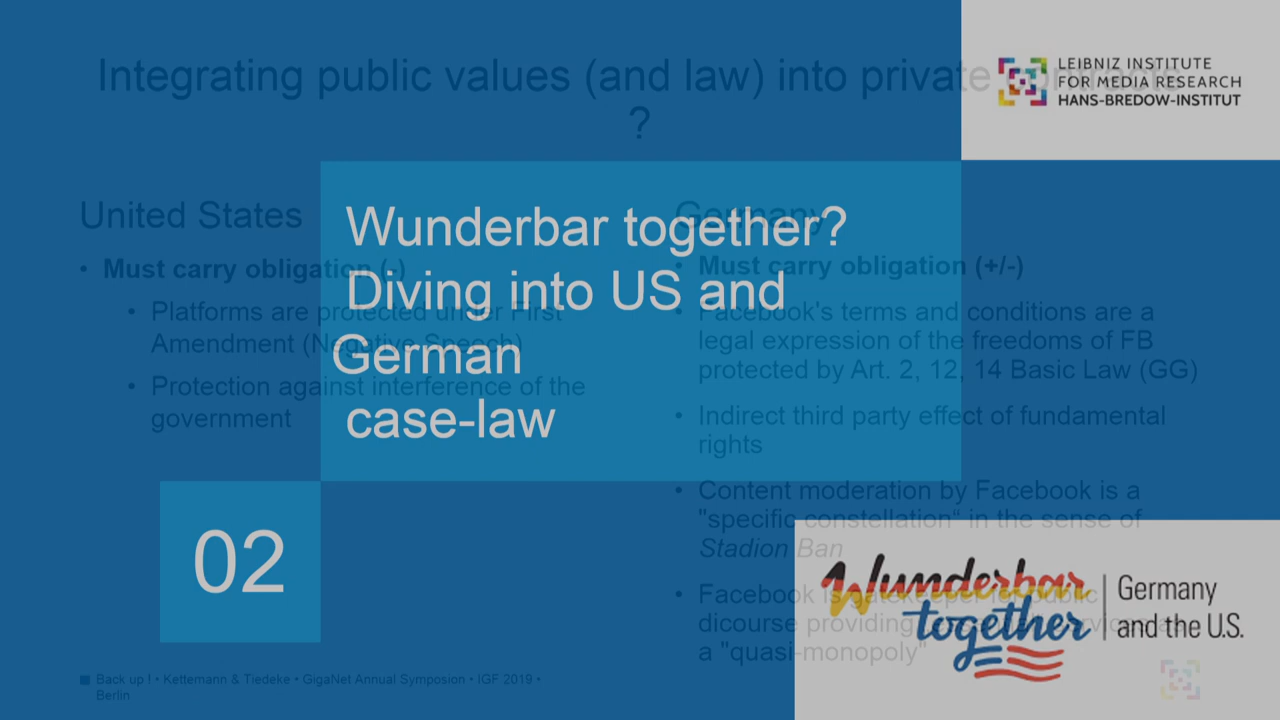 Integrating public values (and law) into private contracts
?
LEIBNIZ INSTITUTE
FOR MEDIA RESEARCH
HANS-BREDOW-INSTITUT
Wunderbar together?
Diving into US and
German
case-law
02
United States
• Must carry obligation (-)
• Platforms are protected under First
Amendment (Negative Speech)
• Protection against interference of the
government
Germany
• Must carry obligation (+/-)
• Facebook's terms and conditions are a
legal expression of the freedoms of FB
protected by Art. 2, 12, 14 Basic Law (GG)
• Indirect third party effect of fundamental
rights
• Content moderation by Facebook is a
"specific constellation“ in the sense of
Stadion Ban
• Facebook is gatekeeper for public
dicourse providing
a "quasi-monopoly"
Wunderbar
together
Germany
and the U.S.
Back up ! • Kettemann & Tiedeke • GigaNet Annual Symposion • IGF 2019 •
Berlin